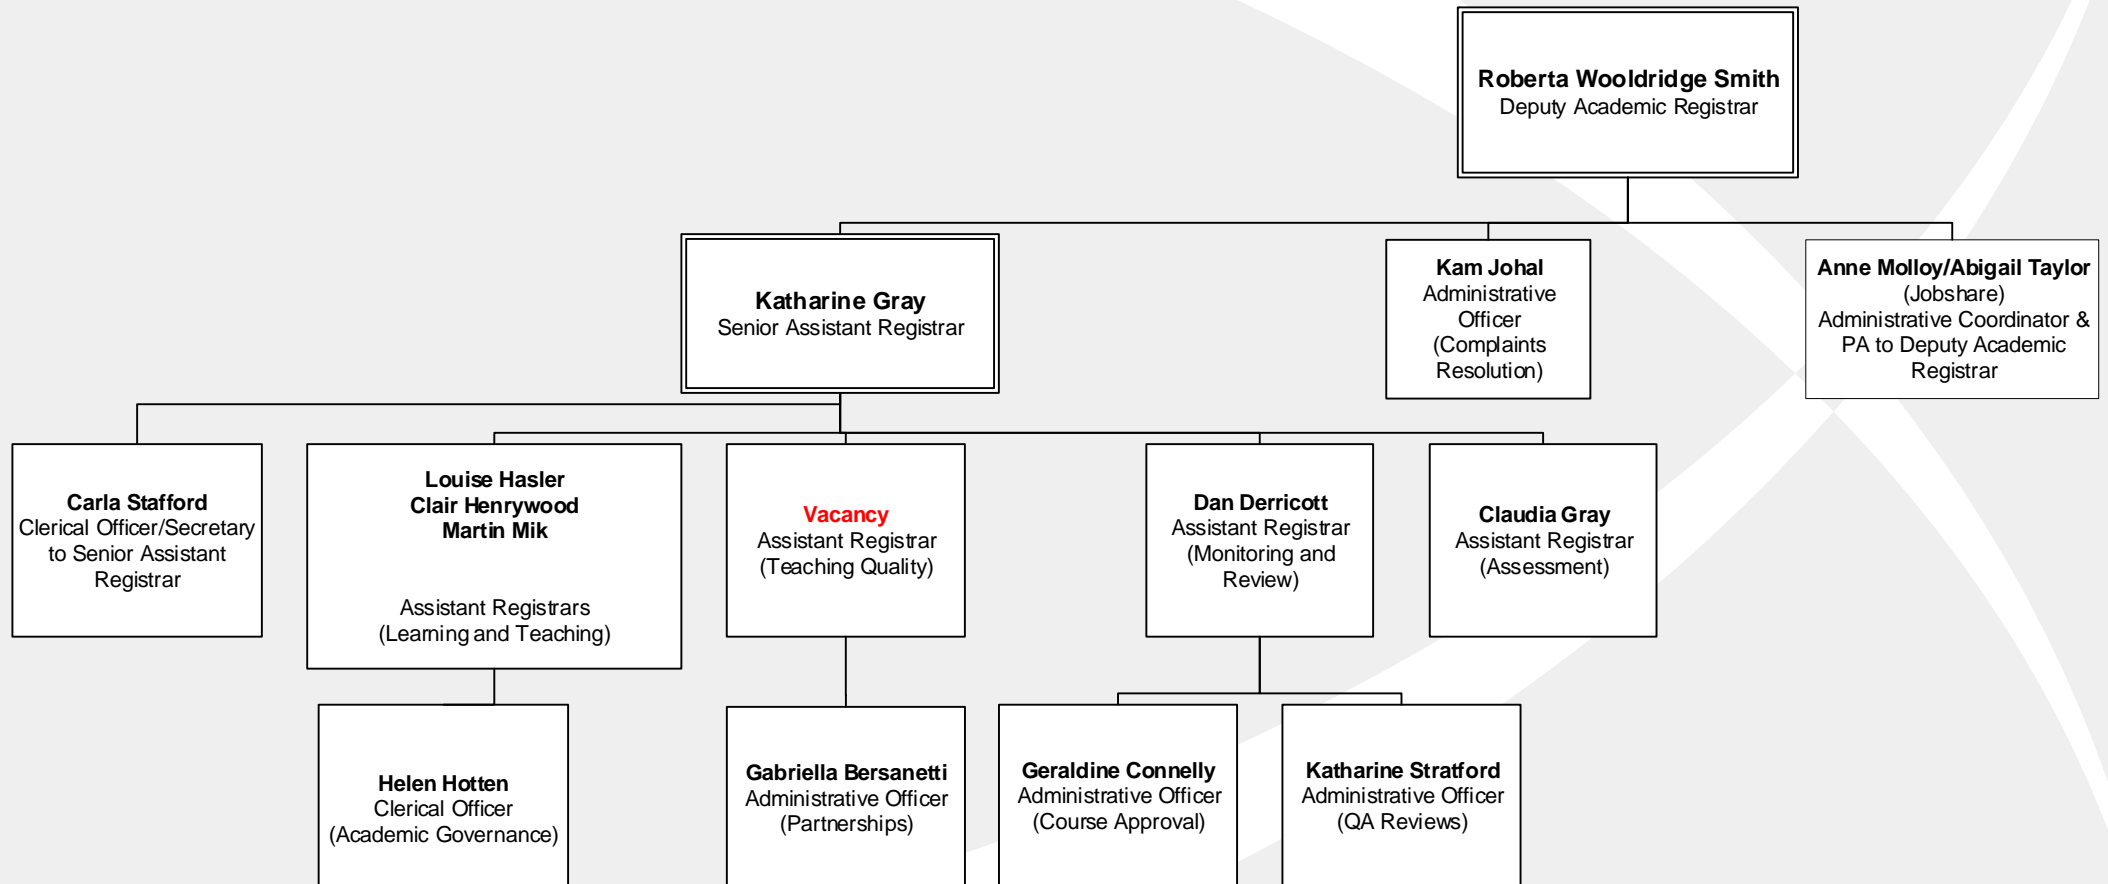 Roberta Wooldridge Smith
Deputy Academic Registrar
Katharine Gray
Senior Assistant Registrar
Kam Johal
Administrative
Officer
(Complaints
Resolution)
Anne Molloy/Abigail Taylor
(Jobshare)
Administrative Coordinator &
PA to Deputy Academic
Registrar
Carla Stafford
Clerical Officer/Secretary
to Senior Assistant
Registrar
Louise Hasler
Clair Henrywood
Martin Mik
Assistant Registrars
(Learning and Teaching)
Vacancy
Assistant Registrar
(Teaching Quality)
Dan Derricott
Assistant Registrar
(Monitoring and
Review)
Claudia Gray
Assistant Registrar
(Assessment)
Helen Hotten
Clerical Officer
(Academic Governance)
Gabriella Bersanetti
Administrative Officer
(Partnerships)
Geraldine Connelly
Administrative Officer
(Course Approval)
Katharine Stratford
Administrative Officer
(QA Reviews)